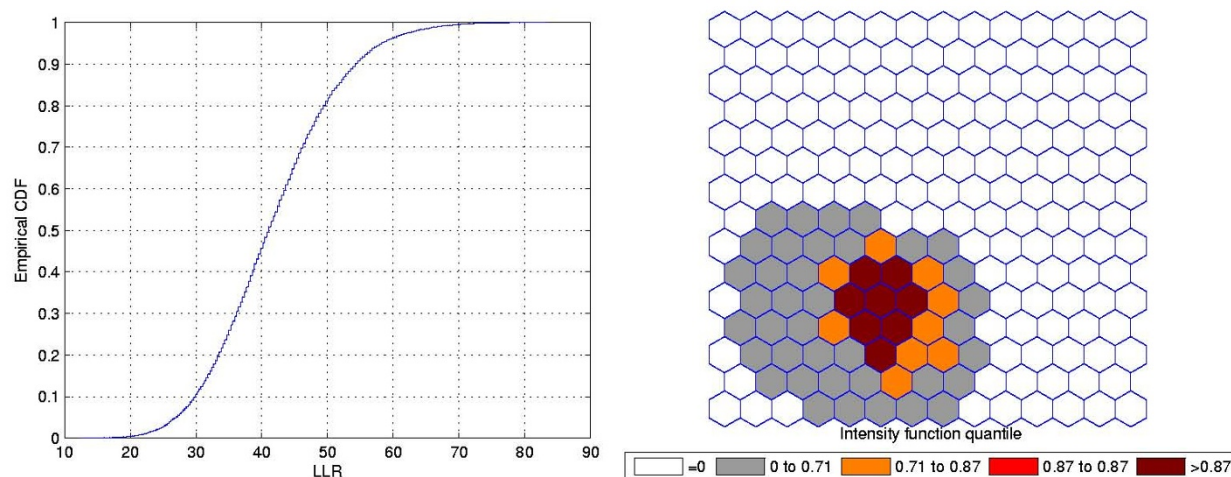 1
0.9
0.8
0.7
0.6
0.5
0.4
0.3
0.2
0.1
0
Empirical CDF
10 20 30 40 50 60 70 80 90
LLR
Intensity function quantile
=0 0 to 0.71 0.71 to 0.87 0.87 to 0.87 >0.87